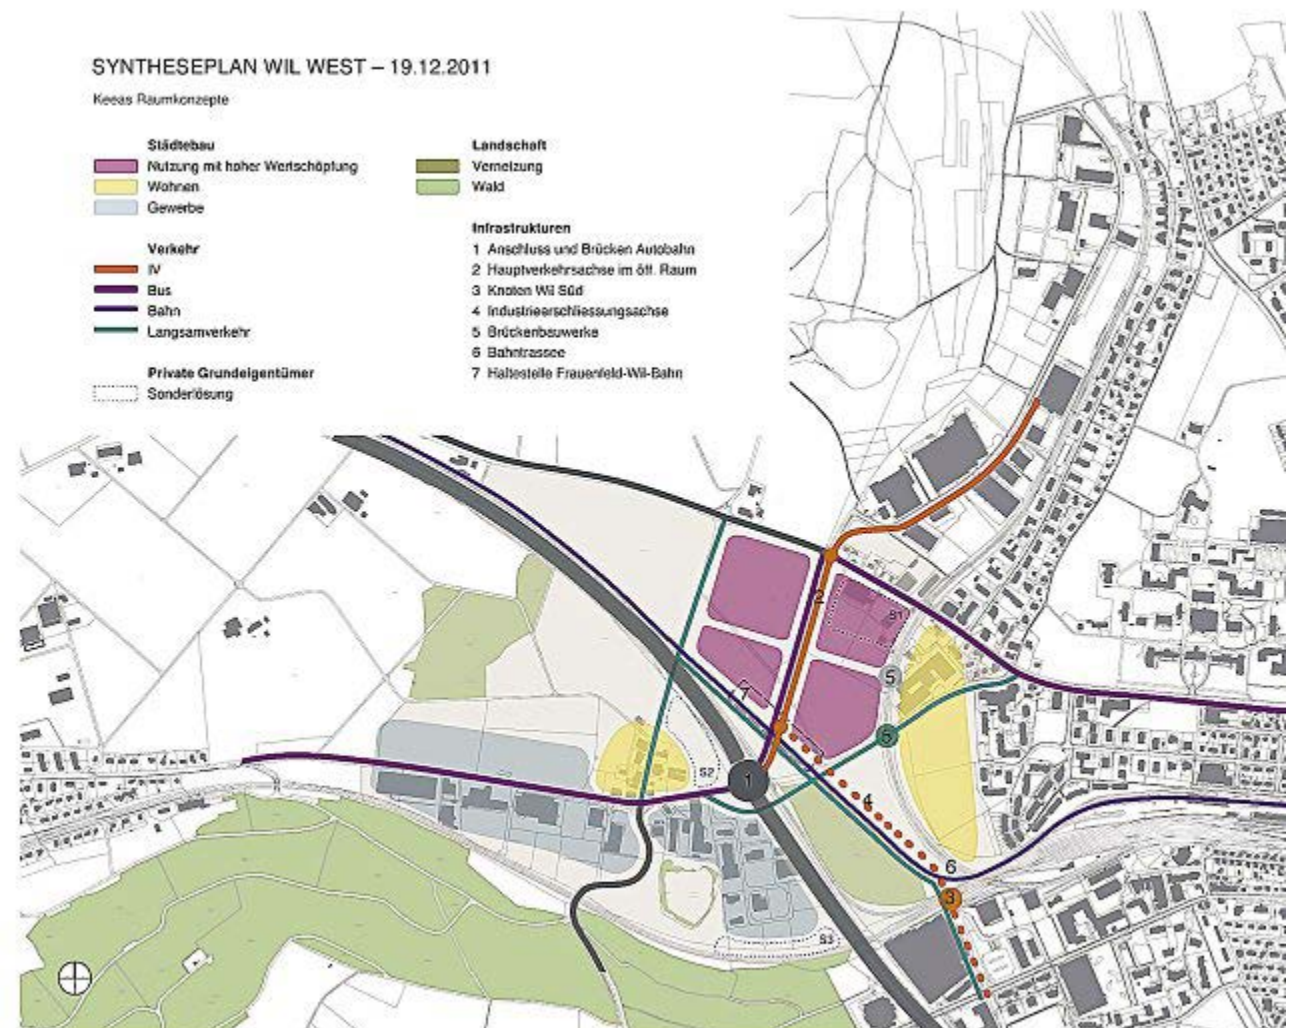 SYNTHESEPLAN WIL WEST – 19.12.2011
Keeas Raumkonzepte
Städtebau
Nutzung mit hoher Wertschöpfung
Wohnen
Gewerbe
Verkehr
IV
Bus
Bahn
Langsamverkehr
Private Grundeigentümer
Sonderlösung
Landschaft
Vernetzung
Wald
Infrastrukturen
1 Anschluss und Brücken Autobahn
2 Hauptverkehrsachse im öff. Raum
3 Knoten Wil Süd
4 Industrieerschliessungsachse
5 Brückenbauwerke
6 Bahntrassee
7 Haltestelle Frauenfeld-Wil-Bahn
2
S1
5
7
5
S2
1
4
6
3
S3